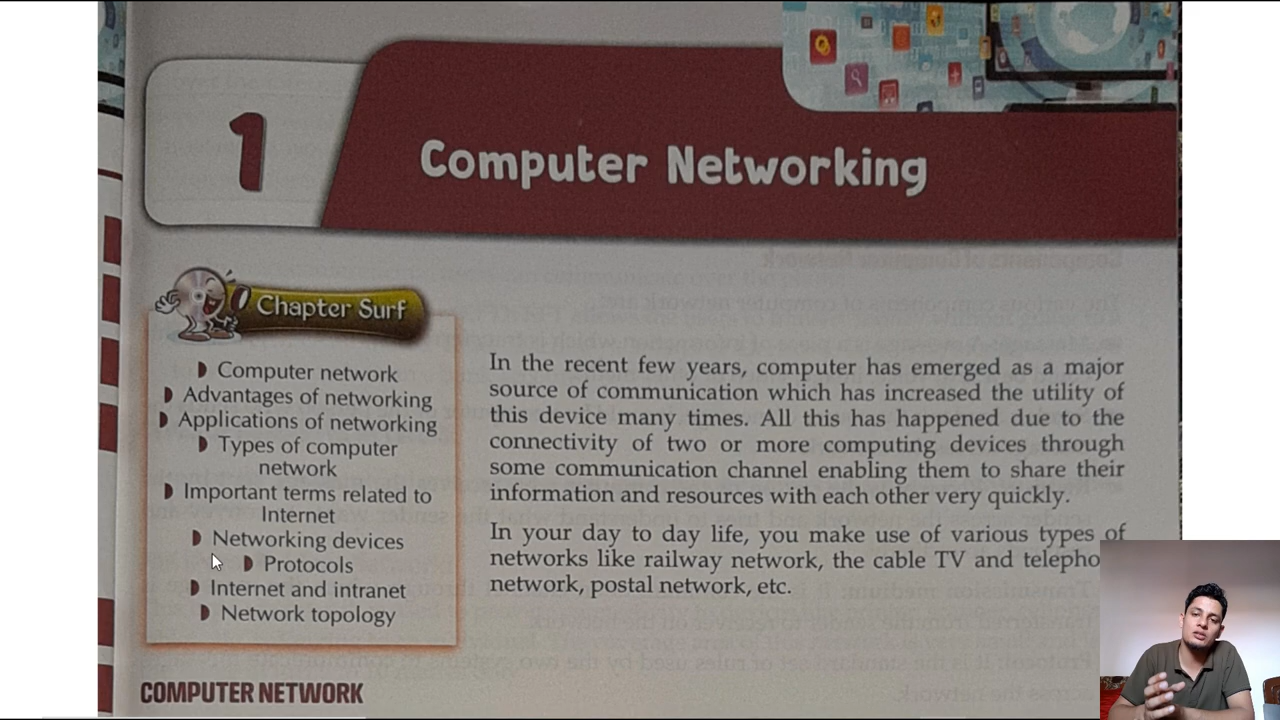 1
Computer Networking
Chapter Surf
Computer network
Advantages of networking
Applications of networking
Types of computer
network
Important terms related to
Internet
Networking devices
Protocols
Internet and intranet
Network topology
In the recent few years, computer has emerged as a major
source of communication which has increased the utility of
this device many times. All this has happened due to the
connectivity of two or more computing devices through
some communication channel enabling them to share their
information and resources with each other very quickly.
In your day to day life, you make use of various types of
networks like railway network, the cable TV and telepho
network, postal network, etc.
COMPUTER NETWORK